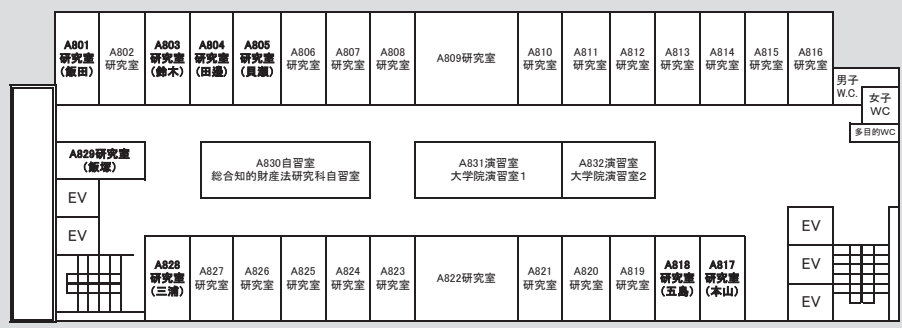 A801
研究室
(飯田)
A802
研究室
A803
研究室
(鈴木)
A804
研究室
(田邉)
A805
研究室
(貝瀬)
A806
研究室
A807
研究室
A808
研究室
A809研究室
A810
研究室
A811
研究室
A812
研究室
A813
研究室
A814
研究室
A815
研究室
A816
研究室
男子
W.C.
女子
WC
多目的WC
A829研究室
(飯塚)
A830自習室
総合知的財産法研究科自習室
A831演習室
大学院演習室1
A832演習室
大学院演習室2
EV
EV
EV
EV
EV
A828
研究室
(三浦)
A827
研究室
A826
研究室
A825
研究室
A824
研究室
A823
研究室
A822研究室
A821
研究室
A820
研究室
A819
研究室
A818
研究室
(五島)
A817
研究室
(本山)